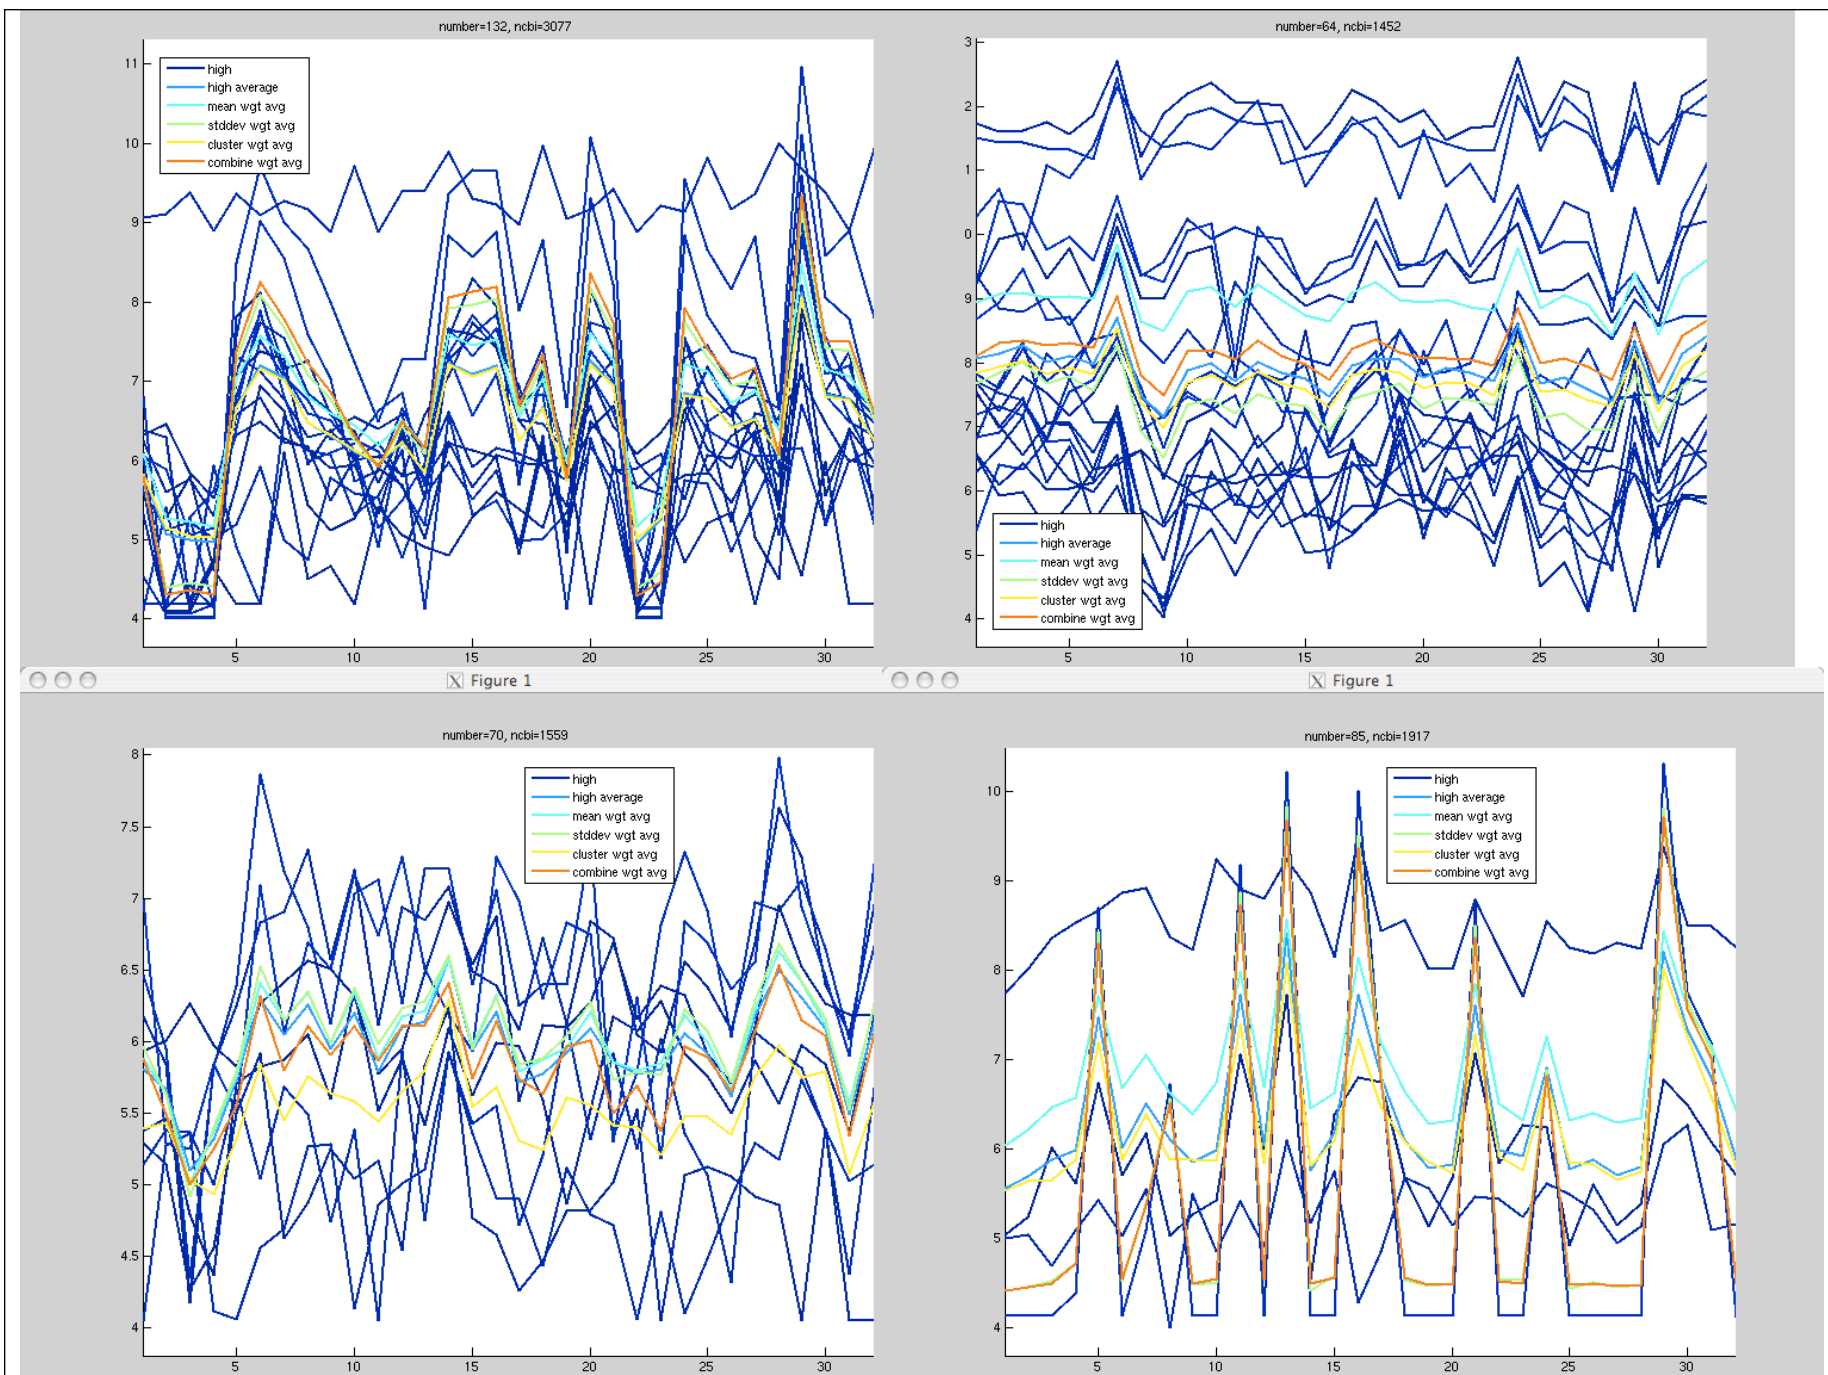 number=132, ncbi=3077
11
10
9
8
7
6
5
4
high
high average
mean wgt avg
stddev wgt avg
cluster wgt avg
combine wgt avg
5
10
15
20
25
30
number=64, ncbi=1452
3
2
1
0
9
8
7
6
5
4
high
high average
mean wgt avg
stddev wgt avg
cluster wgt avg
combine wgt avg
5
10
15
20
25
30
X Figure 1
X Figure 1
number=70, ncbi=1559
8
7.5
7
6.5
6
5.5
5
4.5
4
high
high average
mean wgt avg
stddev wgt avg
cluster wgt avg
combine wgt avg
5
10
15
20
25
30
number=85, ncbi=1917
10
9
8
7
6
5
4
high
high average
mean wgt avg
stddev wgt avg
cluster wgt avg
combine wgt avg
5
10
15
20
25
30